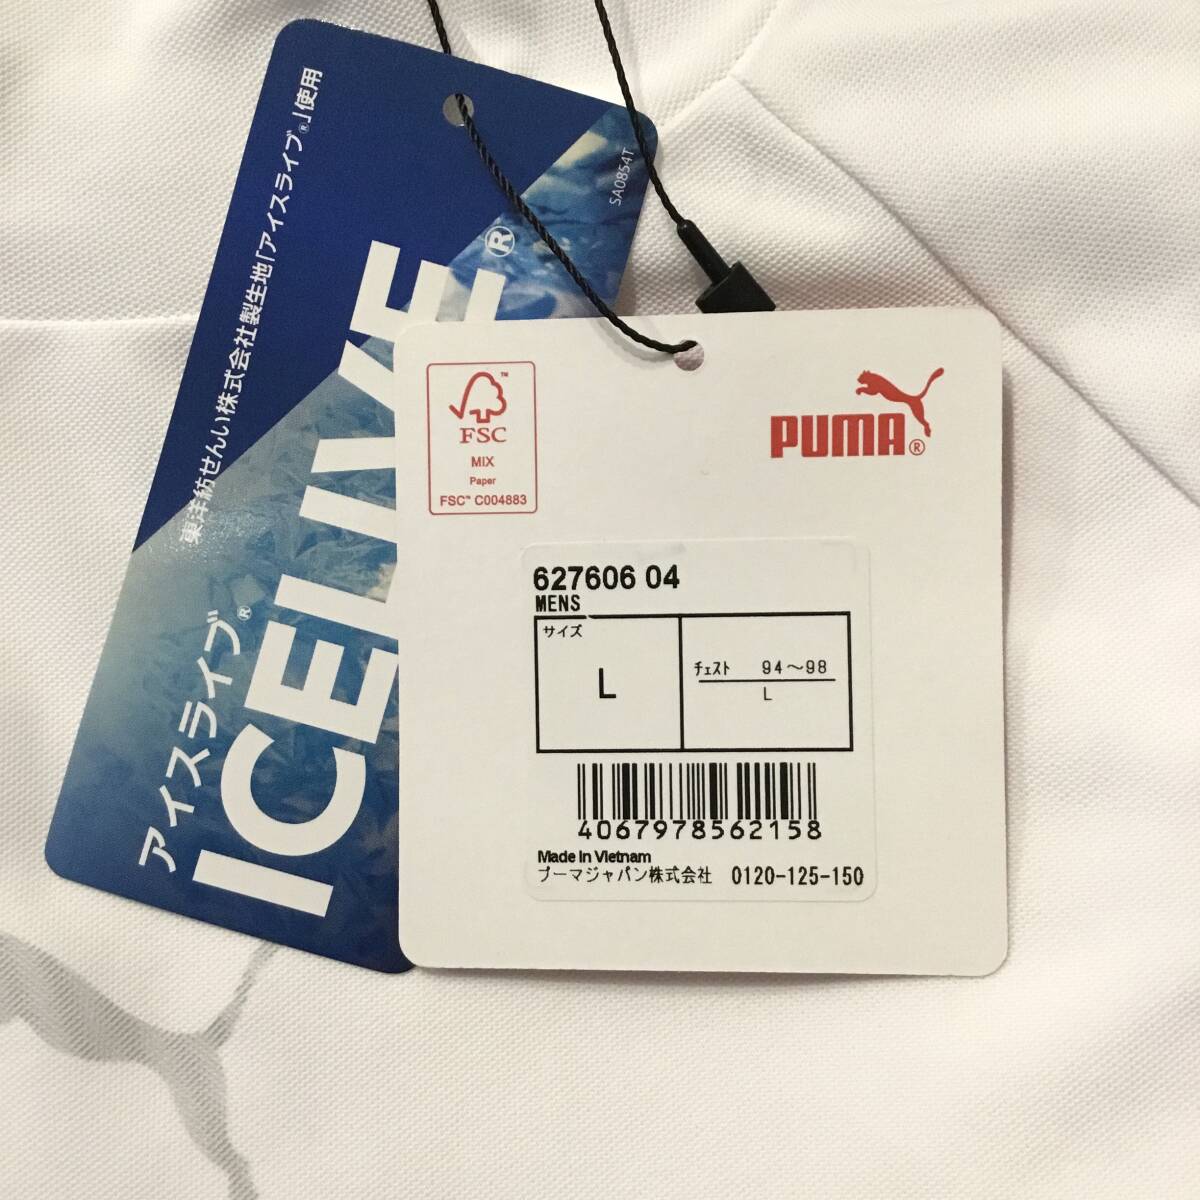 東洋紡せんい株式会社製生地「アイスライブ®」使用
SA0854T
アイスライブ®
ICELIVE®
FSC™
MIX
Paper
FSC™ C004883
PUMA®
627606 04
MENS
サイズ
L
チェスト 94～98
L
4067978562158
Made in Vietnam
プーマジャパン株式会社 0120-125-150